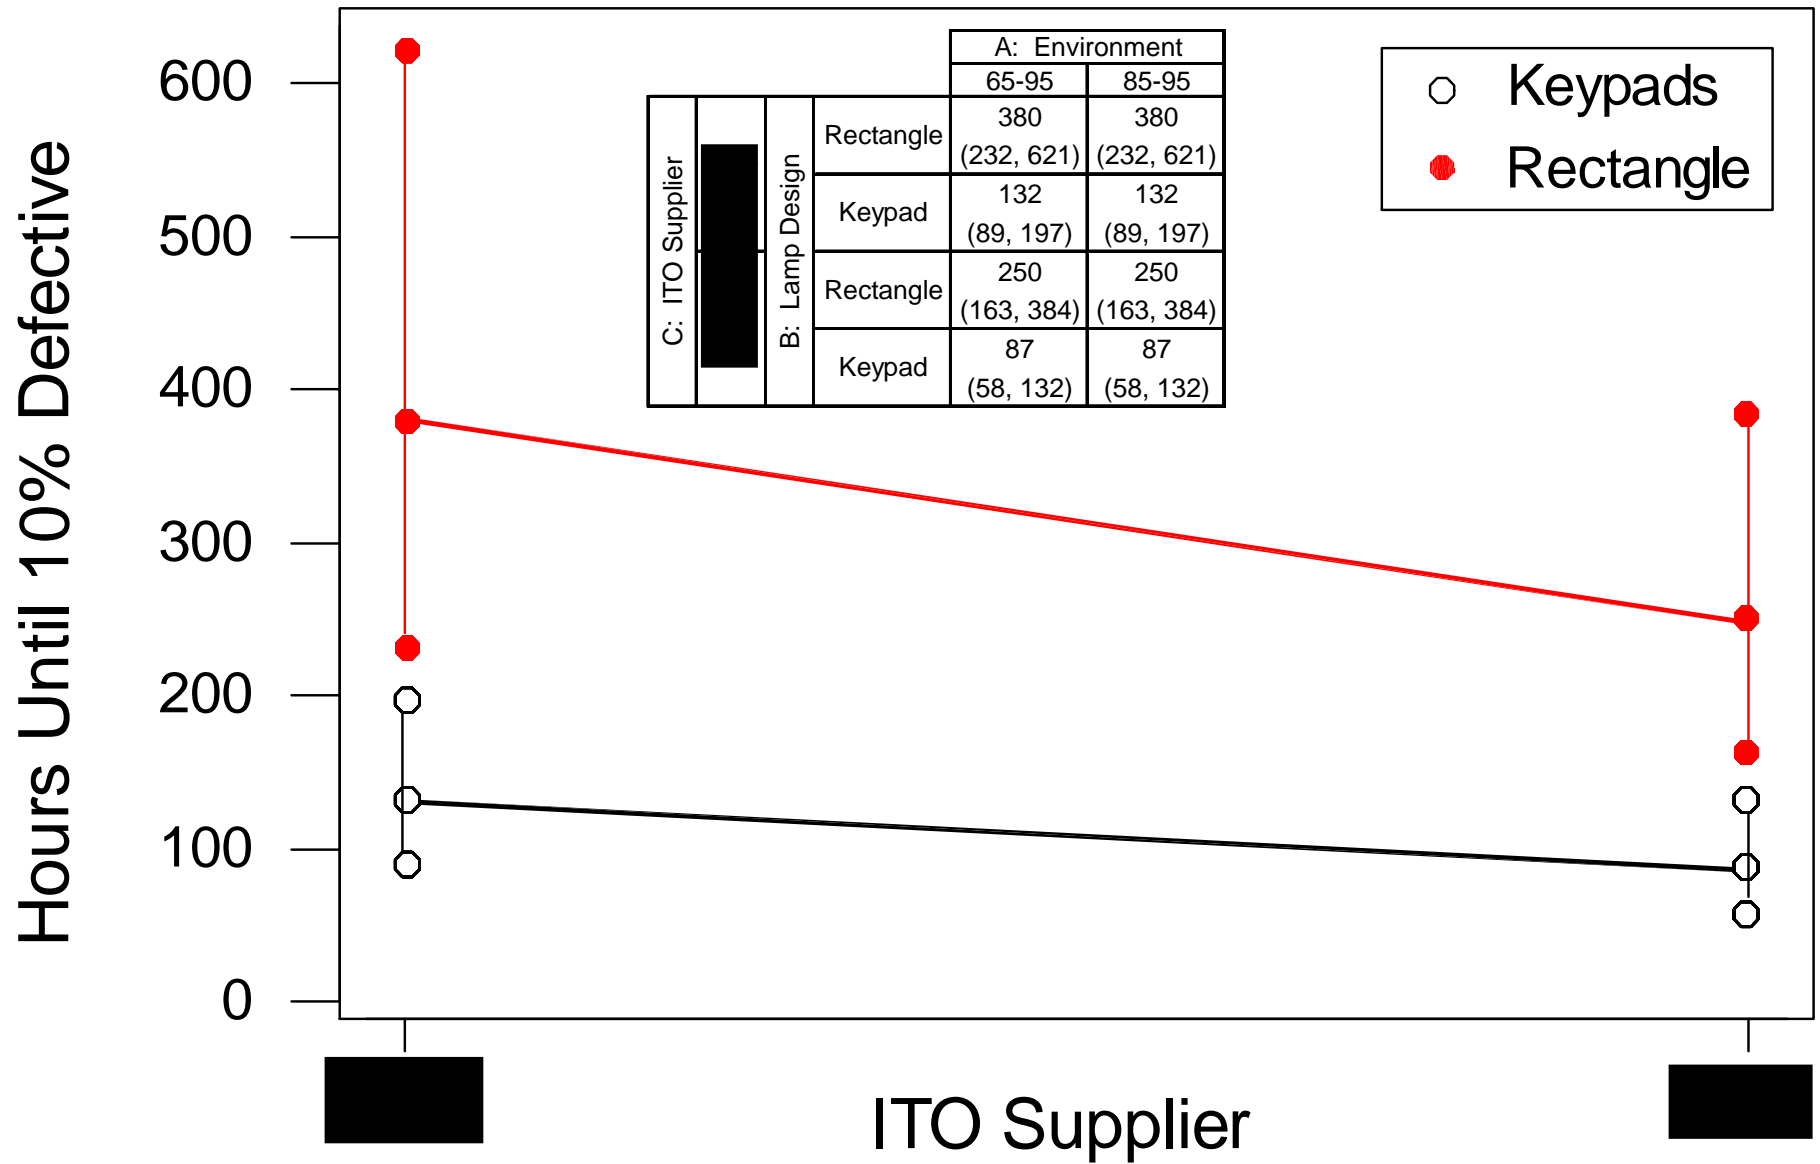 Hours Until 10% Defective
600
500
400
300
200
100
0
A: Environment
65-95 85-95
C: ITO Supplier
B: Lamp Design
Rectangle 380 380
(232, 621) (232, 621)
Keypad 132 132
(89, 197) (89, 197)
Rectangle 250 250
(163, 384) (163, 384)
Keypad 87 87
(58, 132) (58, 132)
Keypads
Rectangle
ITO Supplier